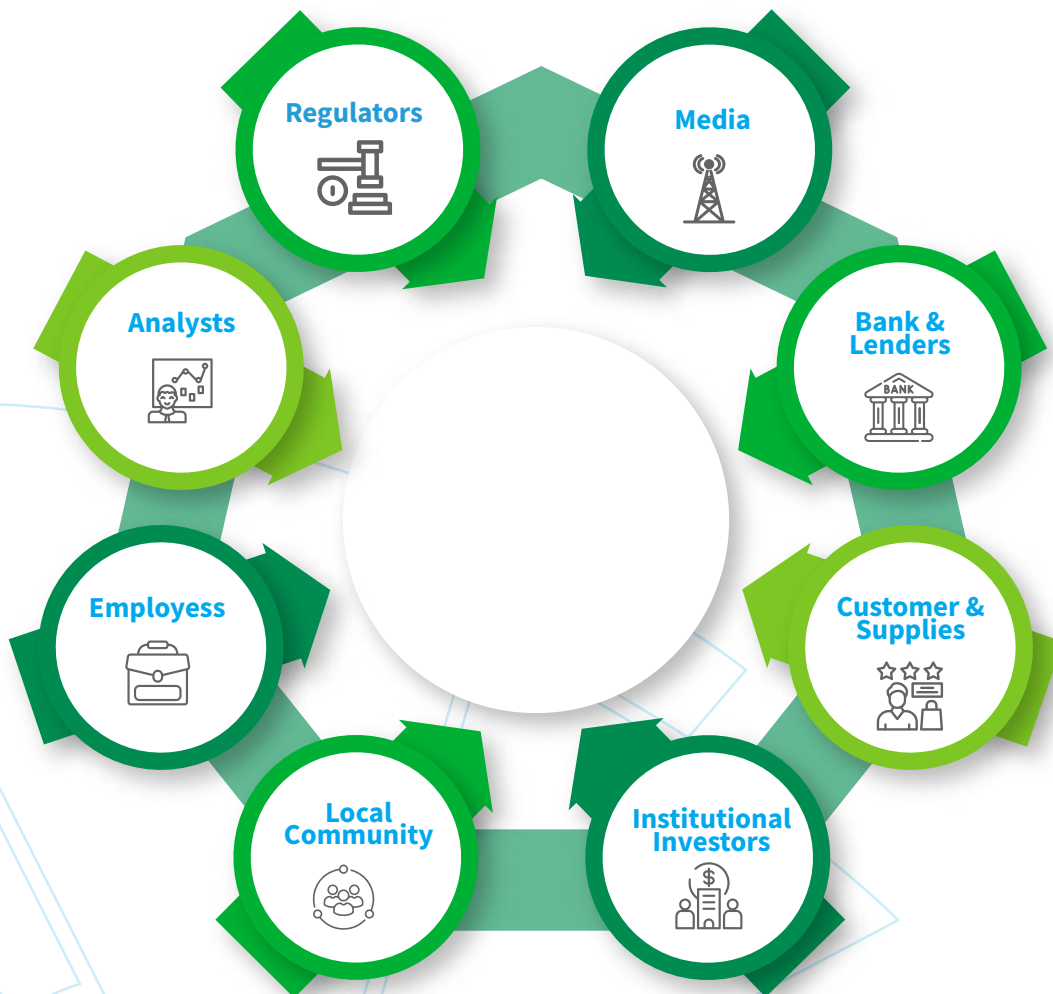 Regulators
Media
Analysts
Bank &
Lenders
BANK
Employess
Customer &
Supplies
Local
Community
Institutional
Investors
$